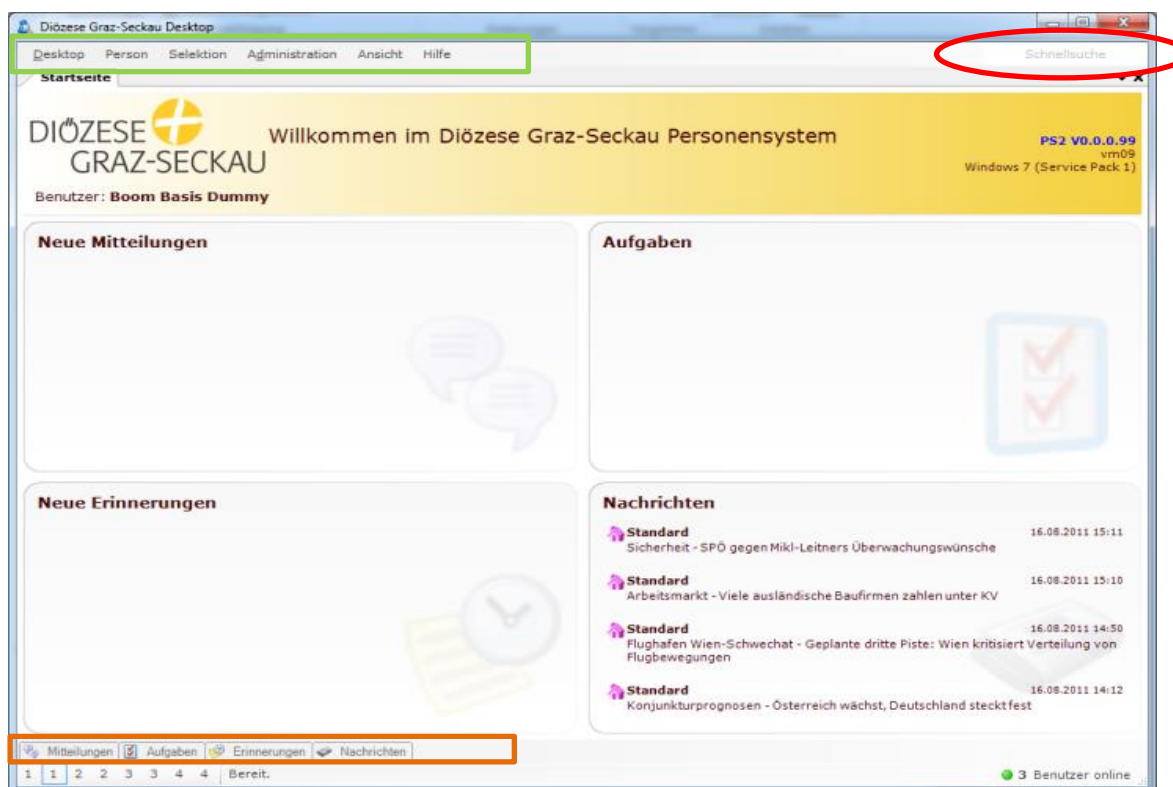 Diözese Graz-Seckau Desktop
Desktop Person Selektion Administration Ansicht Hilfe Schnellsuche
Startseite
DIÖZESE
GRAZ-SECKAU
Willkommen im Diözese Graz-Seckau Personensystem
PS2 V0.0.0.99
vm09
Windows 7 (Service Pack 1)
Benutzer: Boom Basis Dummy
Neue Mitteilungen
Aufgaben
Neue Erinnerungen
Nachrichten
Standard 16.08.2011 15:11
Sicherheit - SPÖ gegen Mikl-Leitners Überwachungswünsche
Standard 16.08.2011 15:10
Arbeitsmarkt - Viele ausländische Baufirmen zahlen unter KV
Standard 16.08.2011 14:50
Flughafen Wien-Schwechat - Geplante dritte Piste: Wien kritisiert Verteilung von
Flugbewegungen
Standard 16.08.2011 14:12
Konjunkturprognosen - Österreich wächst, Deutschland steckt fest
Mitteilungen Aufgaben Erinnerungen Nachrichten
1 1 2 2 3 3 4 4 Bereit. 3 Benutzer online